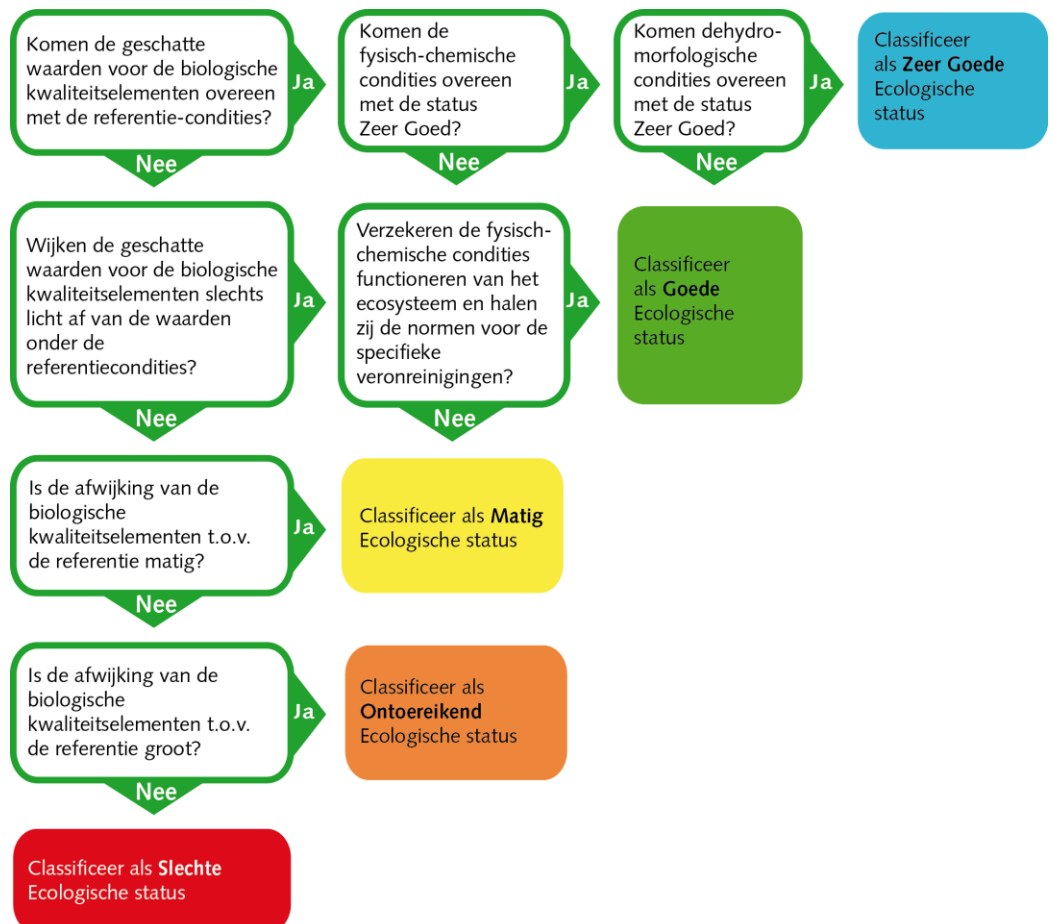 Komen de geschatte
waarden voor de biologische
kwaliteitselementen overeen
met de referentie-condities?
Ja
Nee
Komen de
fysisch-chemische
condities overeen
met de status
Zeer Goed?
Ja
Nee
Komen dehydro-
morfologische
condities overeen
met de status
Zeer Goed?
Ja
Nee
Classificeer
als Zeer Goede
Ecologische
status
Wijken de geschatte
waarden voor de biologische
kwaliteitselementen slechts
licht af van de waarden
onder de
referentiecondities?
Ja
Nee
Verzekeren de fysisch-
chemische condities
functioneren van het
ecosysteem en halen
zij de normen voor de
specifieke
veronreinigingen?
Ja
Nee
Classificeer
als Goede
Ecologische
status
Is de afwijking van de
biologische
kwaliteitselementen t.o.v.
de referentie matig?
Ja
Nee
Classificeer als Matig
Ecologische status
Is de afwijking van de
biologische
kwaliteitselementen t.o.v.
de referentie groot?
Ja
Nee
Classificeer als
Ontoereikend
Ecologische status
Classificeer als Slechte
Ecologische status